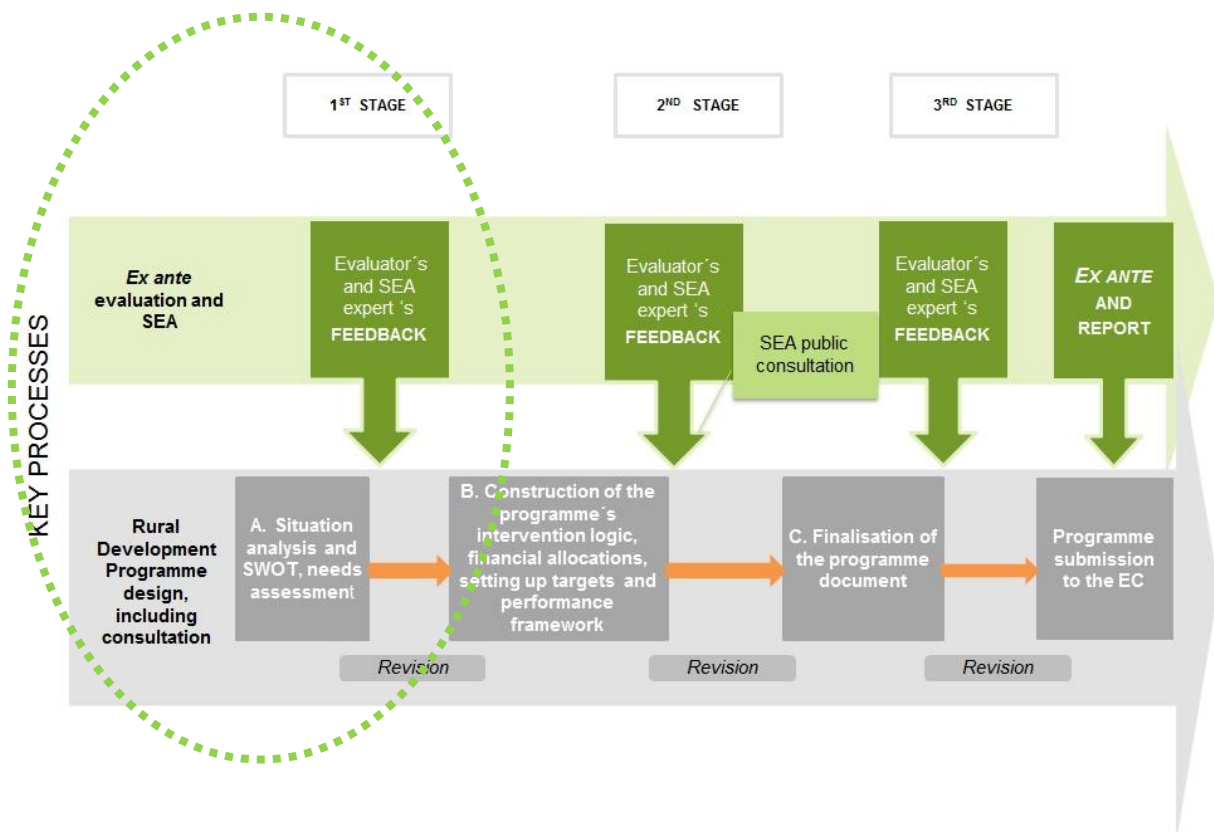 1ST STAGE
2ND STAGE
3RD STAGE
KEY PROCESSES
Ex ante
evaluation and
SEA
Evaluator´s
and SEA
expert ‘s
FEEDBACK
Evaluator´s
and SEA
expert ‘s
FEEDBACK
SEA public
consultation
Evaluator´s
and SEA
expert ‘s
FEEDBACK
EX ANTE
AND
REPORT
Rural
Development
Programme
design,
including
consultation
A. Situation
analysis and
SWOT, needs
assessment
B. Construction of the
programme´s
intervention logic,
financial allocations,
setting up targets and
performance
framework
C. Finalisation of
the programme
document
Programme
submission
to the EC
Revision
Revision
Revision